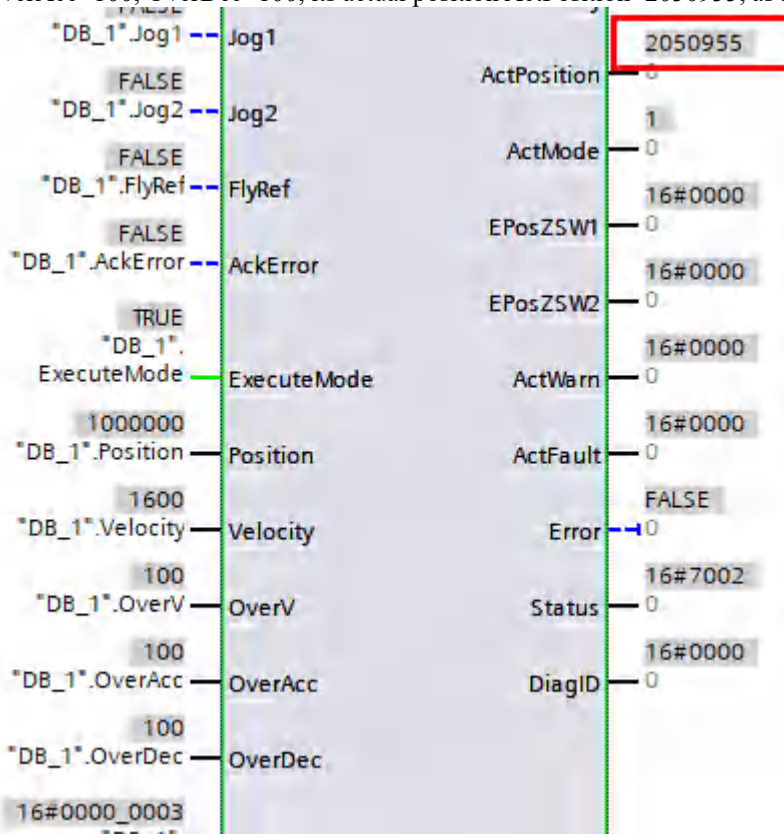 FALSE
"DB_1".Jog1 Jog1
2050955
ActPosition 0
FALSE
"DB_1".Jog2 Jog2
1
ActMode 0
FALSE
"DB_1".FlyRef FlyRef
16#0000
EPosZSW1 0
FALSE
"DB_1".AckError AckError
16#0000
EPosZSW2 0
TRUE
"DB_1".
ExecuteMode ExecuteMode
16#0000
ActWarn 0
1000000
"DB_1".Position Position
16#0000
ActFault 0
1600
"DB_1".Velocity Velocity
FALSE
Error 0
100
"DB_1".OverV OverV
16#7002
Status 0
100
"DB_1".OverAcc OverAcc
16#0000
DiagID 0
100
"DB_1".OverDec OverDec
16#0000_0003